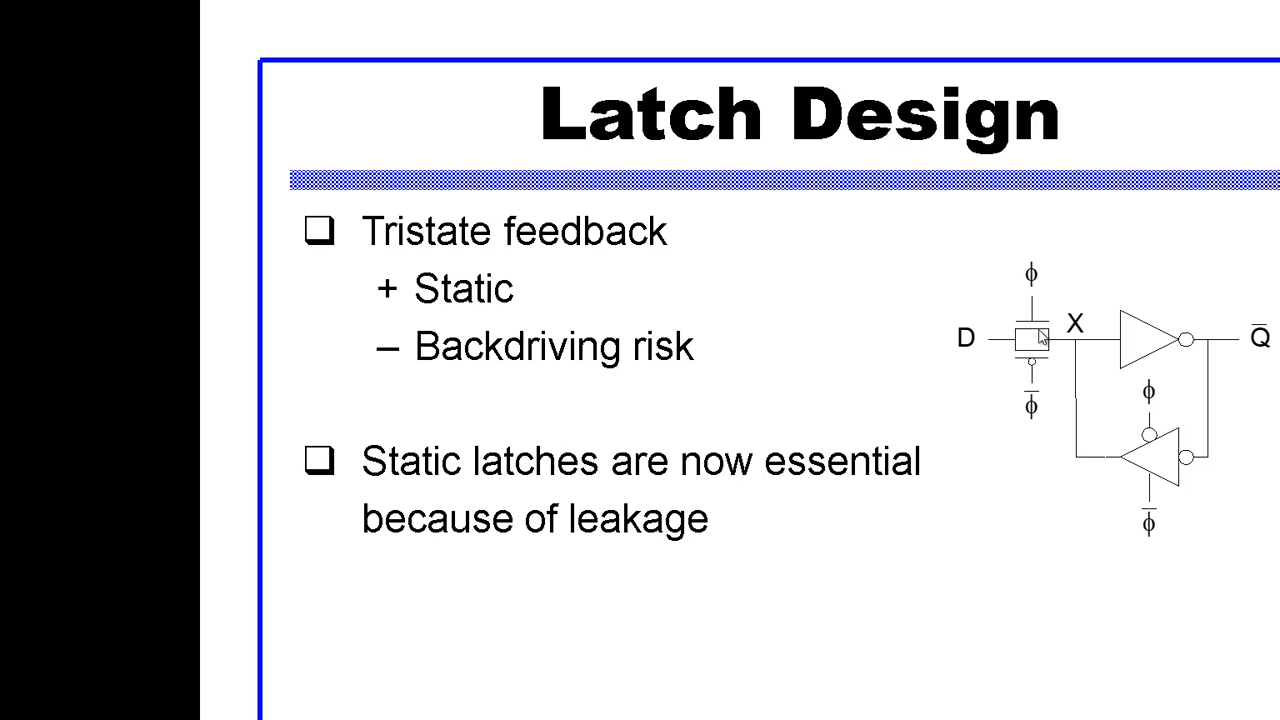 Latch Design
❑ Tristate feedback
+ Static
– Backdriving risk
❑ Static latches are now essential
because of leakage
ϕ
D
X
Q̅
ϕ̅
ϕ
ϕ̅